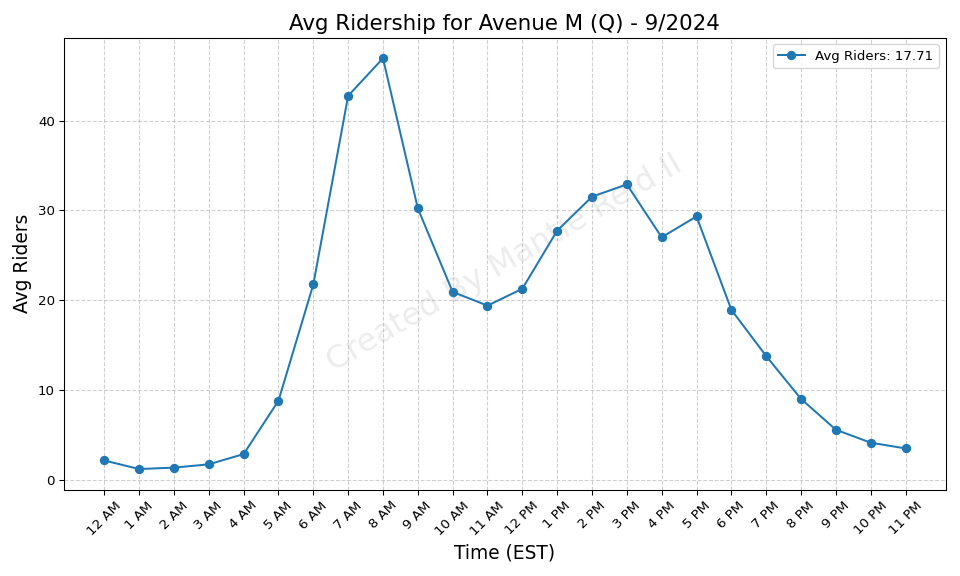 Avg Ridership for Avenue M (Q) - 9/2024
Avg Riders: 17.71
Avg Riders
40
30
20
10
0
Created By Mantie Reid II
12 AM
1 AM
2 AM
3 AM
4 AM
5 AM
6 AM
7 AM
8 AM
9 AM
10 AM
11 AM
12 PM
1 PM
2 PM
3 PM
4 PM
5 PM
6 PM
7 PM
8 PM
9 PM
10 PM
11 PM
Time (EST)